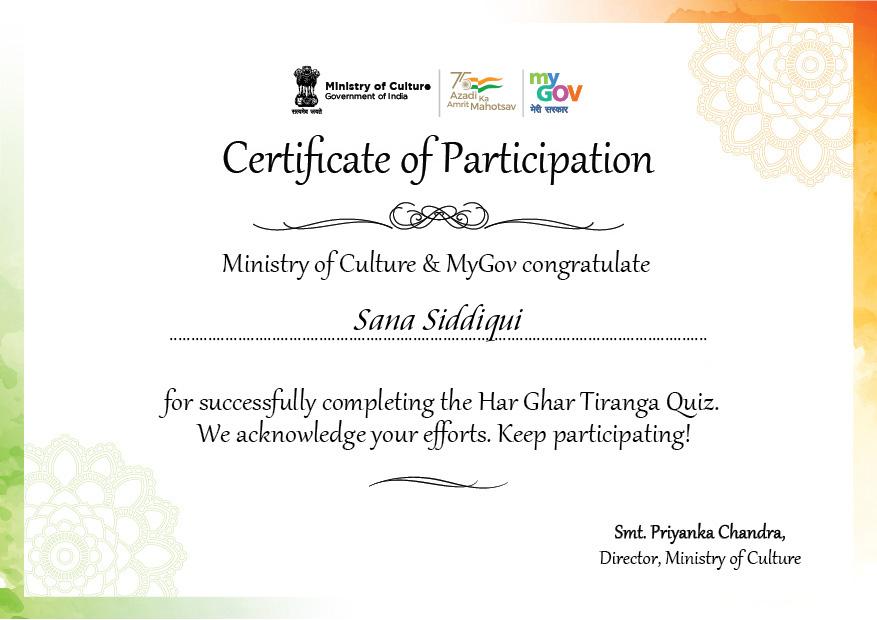 सत्यमेव जयते
Ministry of Culture
Government of India
75
Azadi Ka
Amrit Mahotsav
my
GOV
मेरी सरकार
Certificate of Participation
Ministry of Culture & MyGov congratulate
Sana Siddiqui
for successfully completing the Har Ghar Tiranga Quiz.
We acknowledge your efforts. Keep participating!
Smt. Priyanka Chandra,
Director, Ministry of Culture